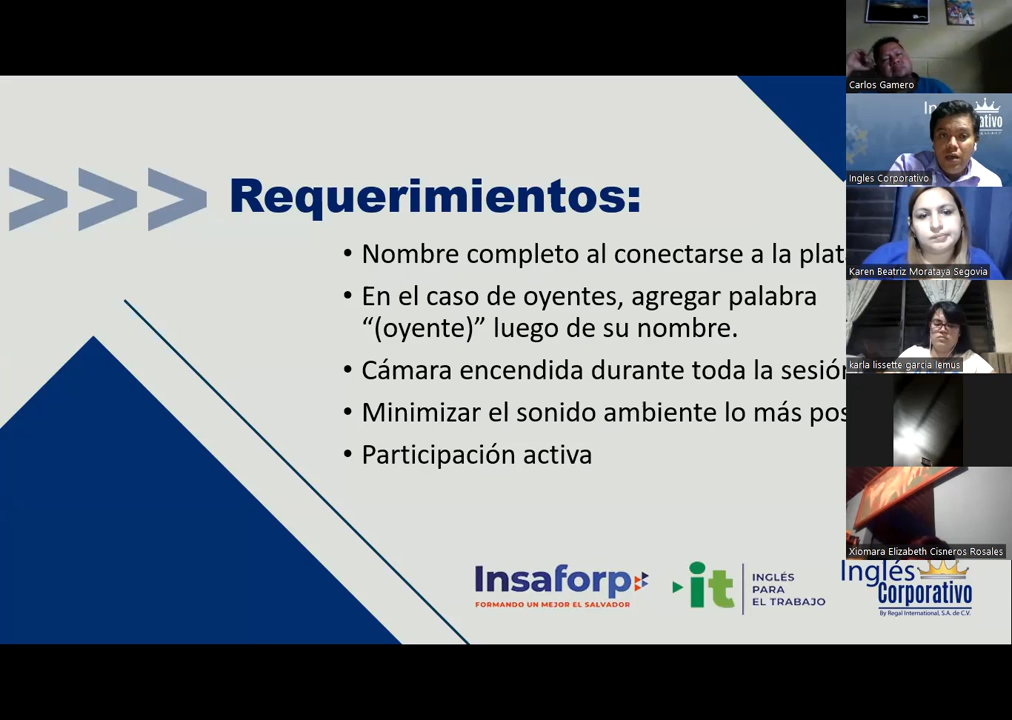 >>> Requerimientos:
• Nombre completo al conectarse a la plat
• En el caso de oyentes, agregar palabra
“(oyente)” luego de su nombre.
• Cámara encendida durante toda la sesión
• Minimizar el sonido ambiente lo más pos
• Participación activa
Insaforp
FORMANDO UN MEJOR EL SALVADOR
it
INGLÉS
PARA
EL TRABAJO
Inglés
Corporativo
By Regal International, S.A. de C.V.
Carlos Gamero
In
ativo
Ingles Corporativo
Karen Beatriz Morataya Segovia
karla lissette garcia lemus
Xiomara Elizabeth Cisneros Rosales